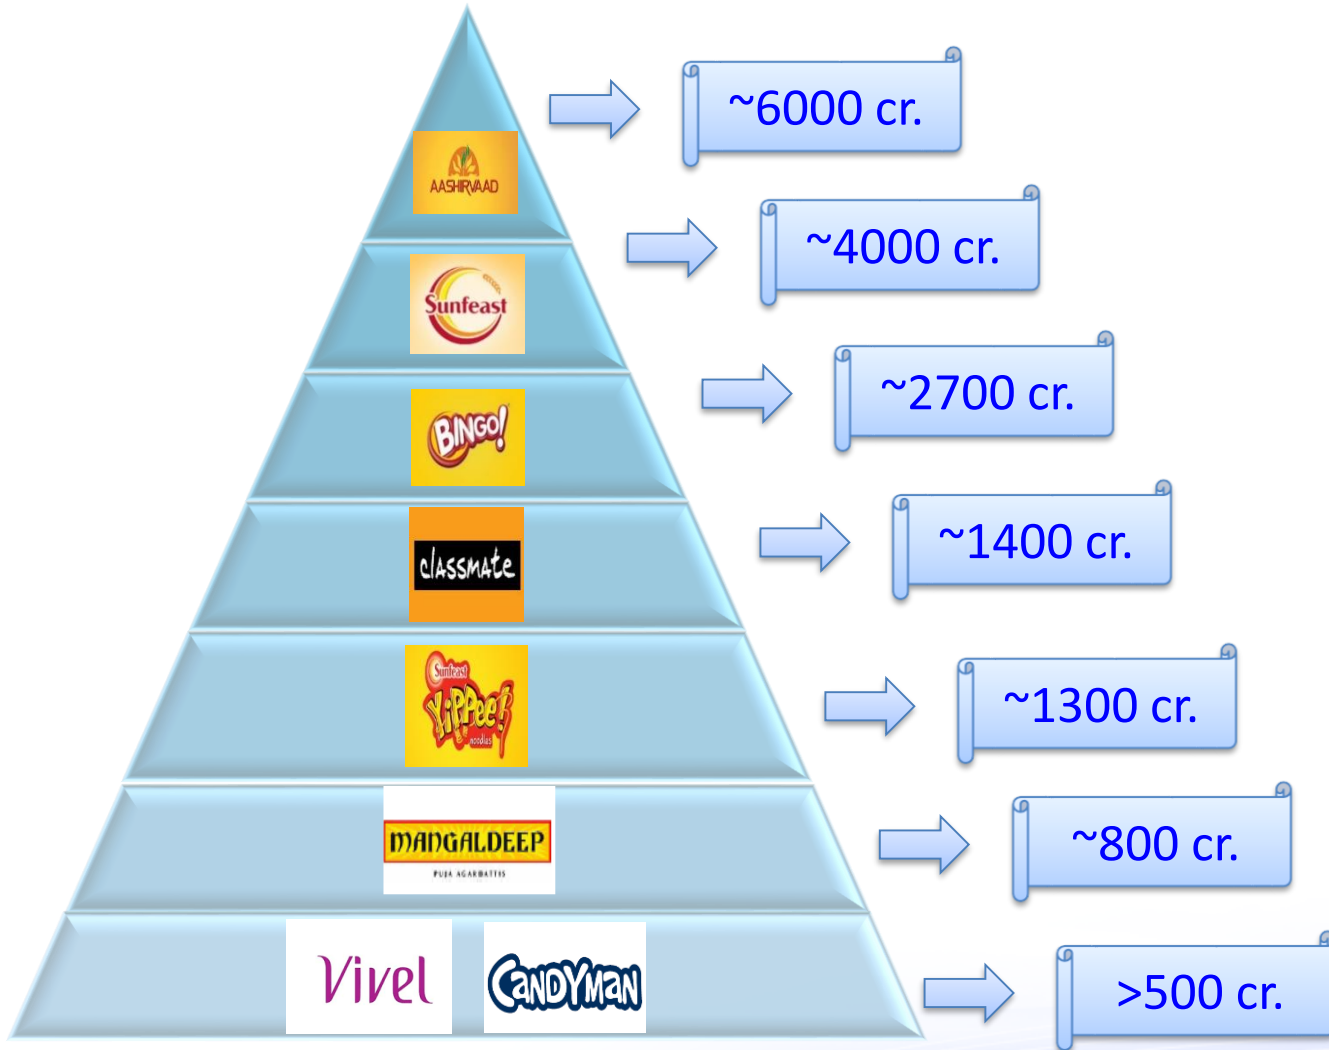 ~6000 cr.
AASHIRVAAD
~4000 cr.
Sunfeast
~2700 cr.
BINGO!
~1400 cr.
classmate
Sunfeast
YiPPee!
noodles
~1300 cr.
MANGALDEEP
PUJA AGARBATTIS
~800 cr.
Vivel
CANDYMAN
>500 cr.